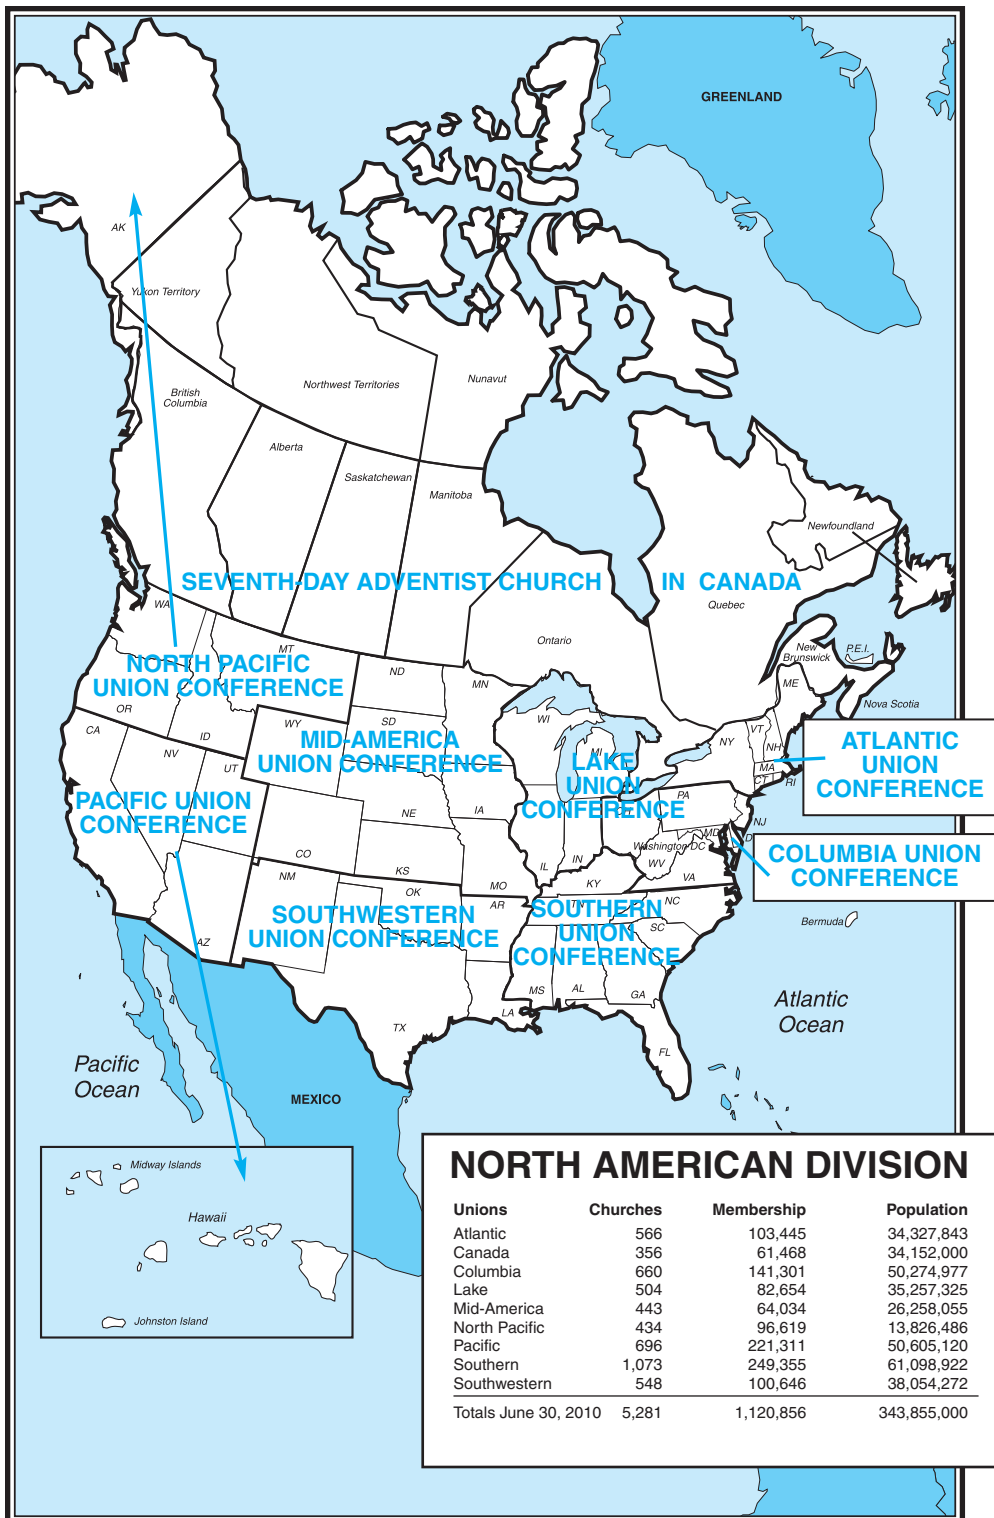 GREENLAND
AK
Yukon Territory
Northwest Territories
Nunavut
British
Columbia
Alberta
Saskatchewan
Manitoba
Newfoundland
SEVENTH-DAY ADVENTIST CHURCH IN CANADA
Quebec
Ontario
New
Brunswick
P.E.I.
Nova Scotia
WA
MT
ND
MN
ME
NORTH PACIFIC
UNION CONFERENCE
OR
ID
WY
SD
WI
MI
NY
VT
NH
MA
CT
RI
CA
NV
UT
MID-AMERICA
UNION CONFERENCE
LAKE
UNION
CONFERENCE
ATLANTIC
UNION
CONFERENCE
PACIFIC UNION
CONFERENCE
NE
IA
PA
NJ
MD
D
Washington DC
COLUMBIA UNION
CONFERENCE
CO
KS
MO
IL
IN
KY
WV
VA
NM
OK
AR
TN
NC
SC
SOUTHWESTERN
UNION CONFERENCE
SOUTHERN
UNION
CONFERENCE
Bermuda
AZ
TX
LA
MS
AL
GA
FL
Atlantic
Ocean
Pacific
Ocean
MEXICO
Midway Islands
Hawaii
Johnston Island
NORTH AMERICAN DIVISION
Unions Churches Membership Population
Atlantic 566 103,445 34,327,843
Canada 356 61,468 34,152,000
Columbia 660 141,301 50,274,977
Lake 504 82,654 35,257,325
Mid-America 443 64,034 26,258,055
North Pacific 434 96,619 13,826,486
Pacific 696 221,311 50,605,120
Southern 1,073 249,355 61,098,922
Southwestern 548 100,646 38,054,272
Totals June 30, 2010 5,281 1,120,856 343,855,000